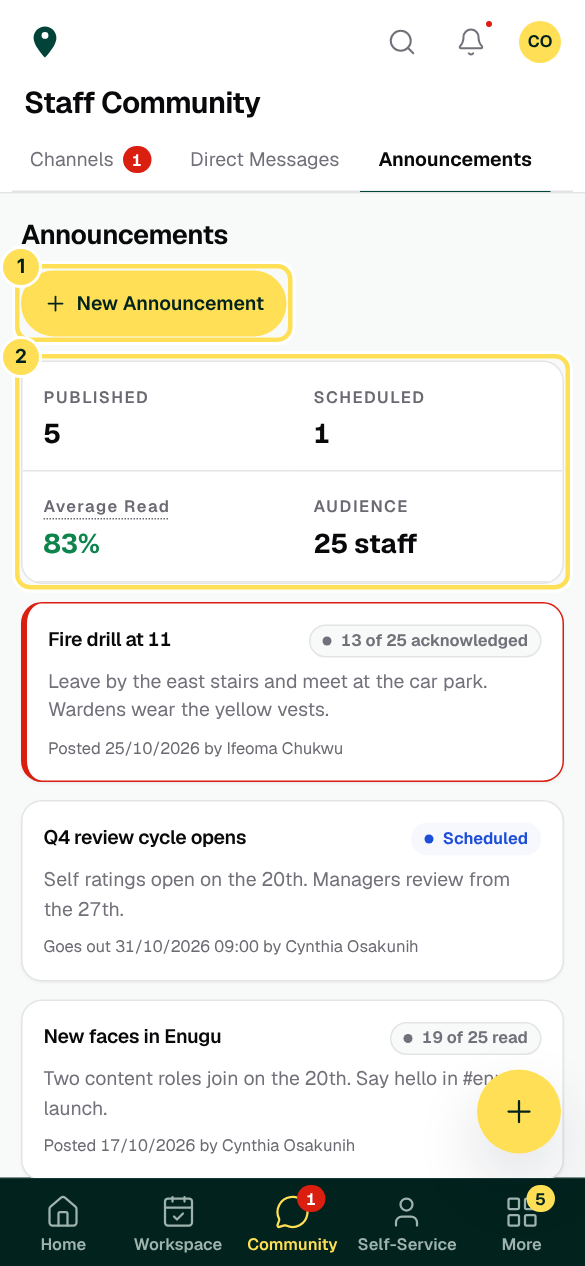 CO
Staff Community
Channels 1 Direct Messages Announcements
Announcements
1
+ New Announcement
2
PUBLISHED SCHEDULED
5 1
Average Read AUDIENCE
83% 25 staff
Fire drill at 11 13 of 25 acknowledged
Leave by the east stairs and meet at the car park.
Wardens wear the yellow vests.
Posted 25/10/2026 by Ifeoma Chukwu
Q4 review cycle opens Scheduled
Self ratings open on the 20th. Managers review from
the 27th.
Goes out 31/10/2026 09:00 by Cynthia Osakunih
New faces in Enugu 19 of 25 read
Two content roles join on the 20th. Say hello in
launch.
Posted 17/10/2026 by Cynthia Osakunih
1 5
Home Workspace Community Self-Service More